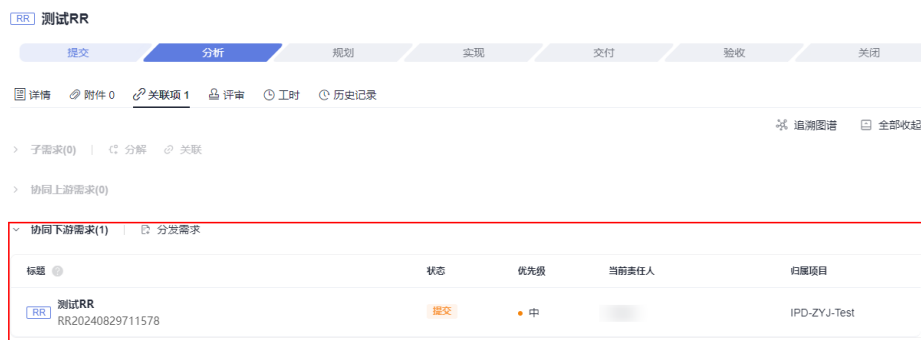 RR 测试RR
提交 分析 规划 实现 交付 验收 关闭
详情 附件 0 关联项 1 评审 工时 历史记录
追溯图谱 全部收起
子需求(0) 分解 关联
协同上游需求(0)
协同下游需求(1) 分发需求
标题 状态 优先级 当前责任人 归属项目
RR 测试RR 提交 中 IPD-ZYJ-Test
RR20240829711578